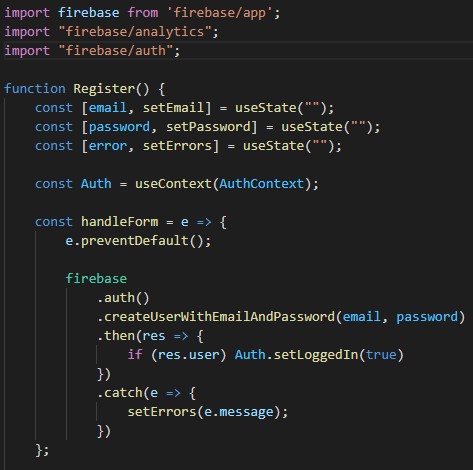 import firebase from 'firebase/app';
import "firebase/analytics";
import "firebase/auth";
function Register() {
const [email, setEmail] = useState("");
const [password, setPassword] = useState("");
const [error, setErrors] = useState("");
const Auth = useContext(AuthContext);
const handleForm = e => {
e.preventDefault();
firebase
.auth()
.createUserWithEmailAndPassword(email, password)
.then(res => {
if (res.user) Auth.setLoggedIn(true)
})
.catch(e => {
setErrors(e.message);
})
};